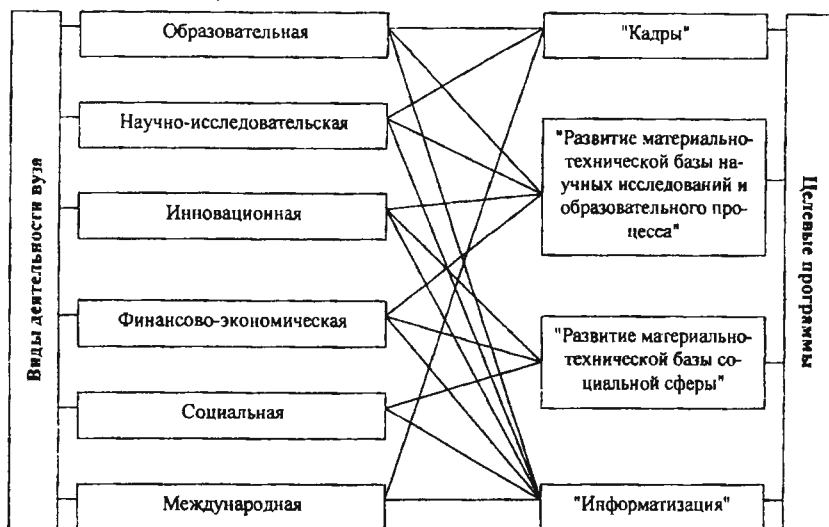 Виды деятельности вуза
Образовательная
Научно-исследовательская
Инновационная
Финансово-экономическая
Социальная
Международная
"Кадры"
"Развитие материально-
технической базы на-
учных исследований и
образовательного про-
цесса"
"Развитие материально-
технической базы со-
циальной сферы"
"Информатизация"
Целевые программы